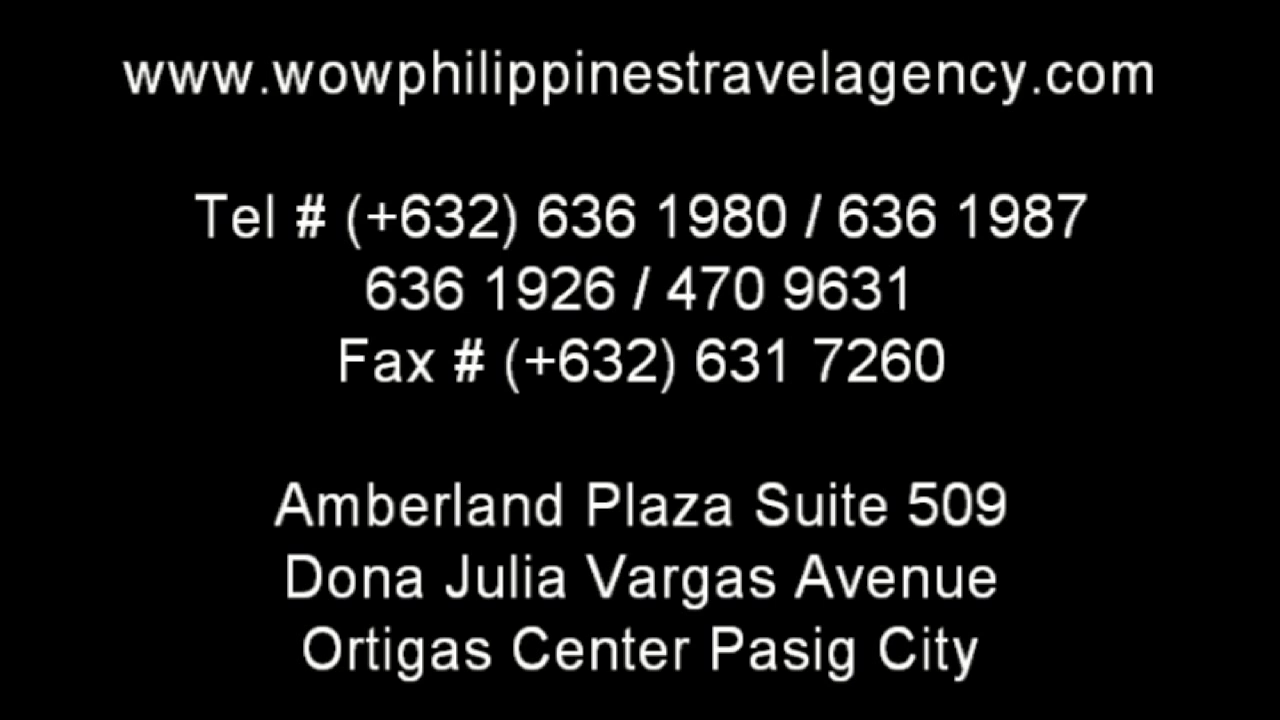 www.wowphilippinestravelagency.com
Tel # (+632) 636 1980 / 636 1987
636 1926 / 470 9631
Fax # (+632) 631 7260
Amberland Plaza Suite 509
Dona Julia Vargas Avenue
Ortigas Center Pasig City